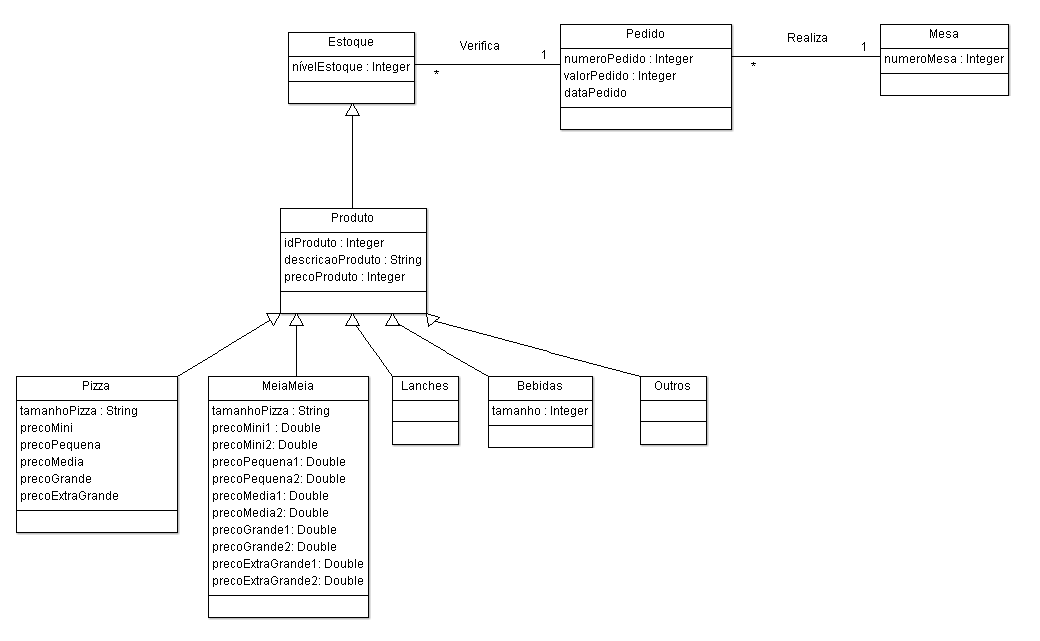 Estoque
nívelEstoque : Integer
Verifica
1
*
Pedido
numeroPedido : Integer
valorPedido : Integer
dataPedido
Realiza
1
*
Mesa
numeroMesa : Integer
Produto
idProduto : Integer
descricaoProduto : String
precoProduto : Integer
Pizza
tamanhoPizza : String
precoMini
precoPequena
precoMedia
precoGrande
precoExtraGrande
MeiaMeia
tamanhoPizza : String
precoMini1 : Double
precoMini2: Double
precoPequena1: Double
precoPequena2: Double
precoMedia1: Double
precoMedia2: Double
precoGrande1: Double
precoGrande2: Double
precoExtraGrande1: Double
precoExtraGrande2: Double
Lanches
Bebidas
tamanho : Integer
Outros